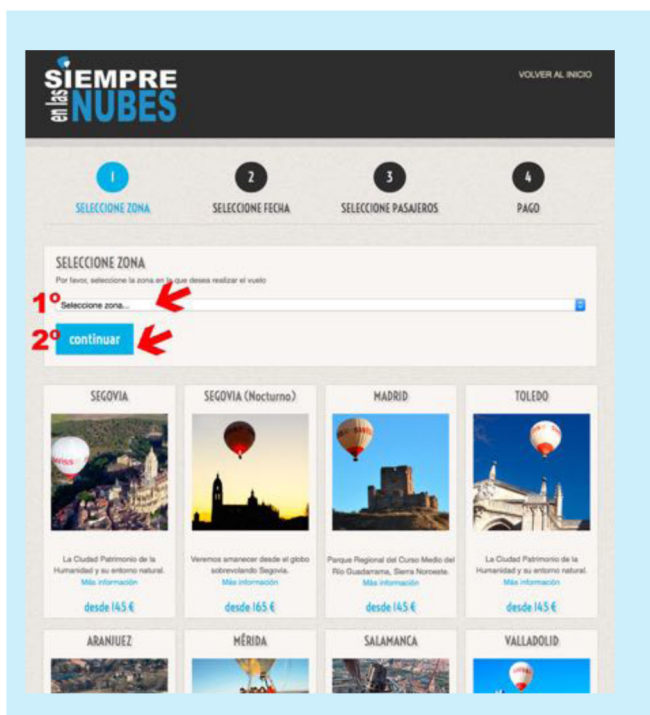 SIEMPRE
en las NUBES
VOLVER AL INICIO
1 2 3 4
SELECCIONE ZONA SELECCIONE FECHA SELECCIONE PASAJEROS PAGO
SELECCIONE ZONA
Por favor, seleccione la zona en la que desea realizar el vuelo
1º Seleccione zona...
2º continuar
SEGOVIA SEGOVIA (Nocturno) MADRID TOLEDO
La Ciudad Patrimonio de la Humanidad y su entorno natural.
Más información
desde 145 €
Veremos amanecer desde el globo sobrevolando Segovia.
Más información
desde 165 €
Parque Regional del Curso Medio del Río Guadarrama, Sierra Noroeste.
Más información
desde 145 €
La Ciudad Patrimonio de la Humanidad y su entorno natural.
Más información
desde 145 €
ARANJUEZ MÉRIDA SALAMANCA VALLADOLID